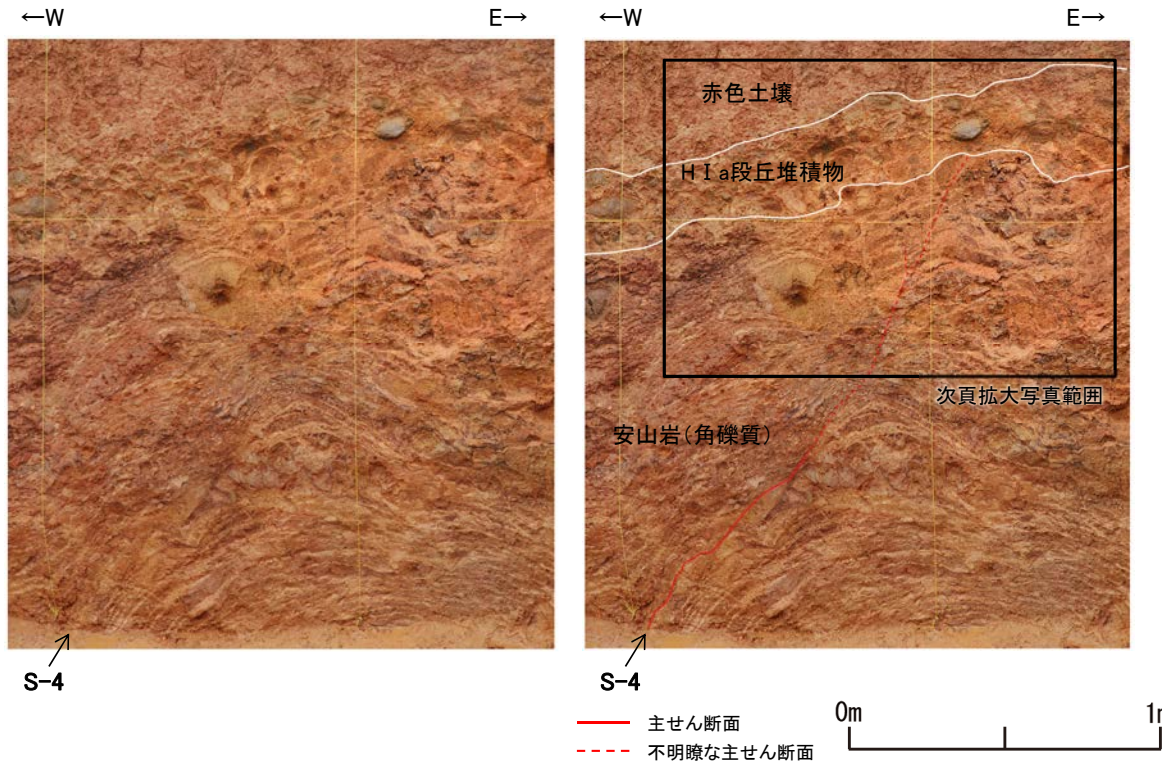 ←W E→ ←W E→
赤色土壌
HⅠa段丘堆積物
次頁拡大写真範囲
安山岩(角礫質)
S-4 S-4
主せん断面
不明瞭な主せん断面
0m 1